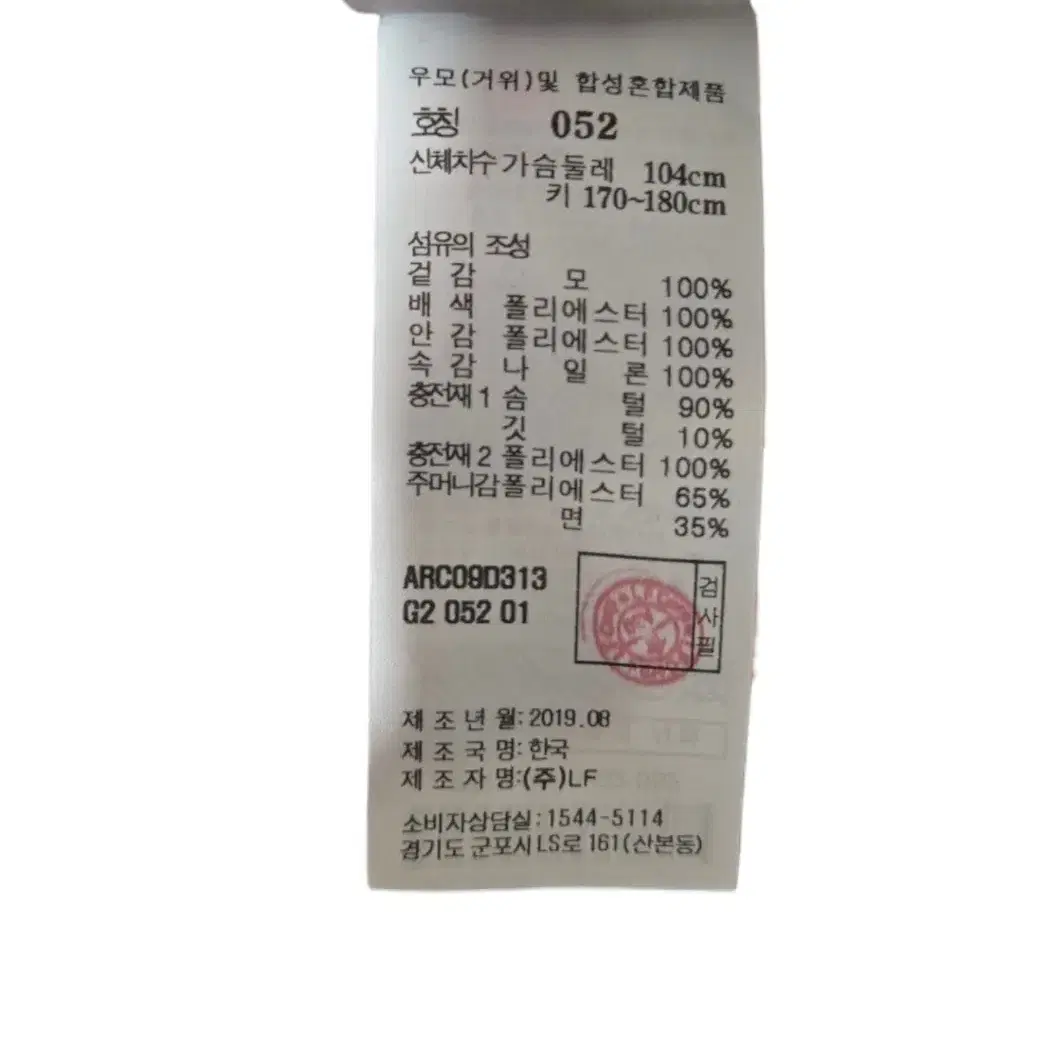 우모(거위)및 합성혼합제품
호칭 052
신체치수 가슴둘레 104cm
키 170~180cm
섬유의 조성
겉 감 모 100%
배 색 폴리에스터 100%
안 감 폴리에스터 100%
속 감 나 일 론 100%
충전재 1 솜 털 90%
깃 털 10%
충전재 2 폴리에스터 100%
주머니감 폴리에스터 65%
면 35%
ARC09D313
G2 052 01
검사필
제 조 년 월: 2019.08
제 조 국 명: 한국
제 조 자 명:(주)LF
소비자상담실:1544-5114
경기도 군포시 LS로 161(산본동)